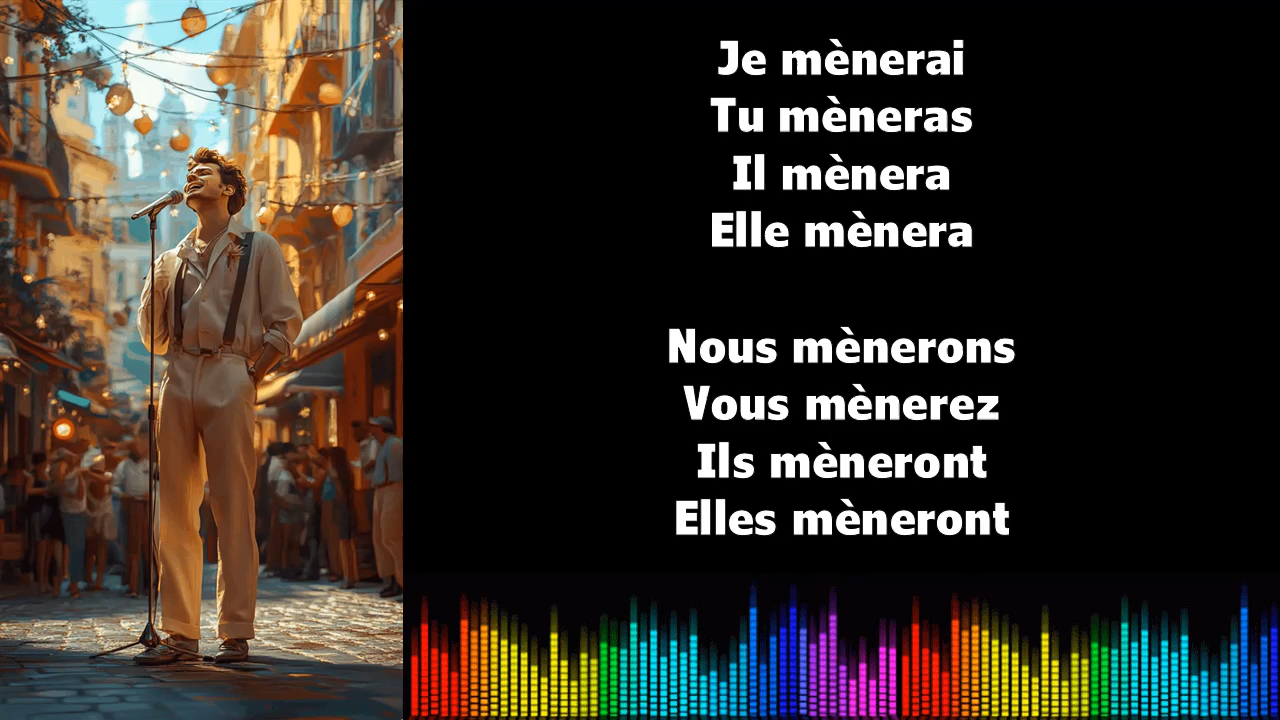 Je mènerai
Tu mèneras
Il mènera
Elle mènera
Nous mènerons
Vous mènerez
Ils mèneront
Elles mèneront